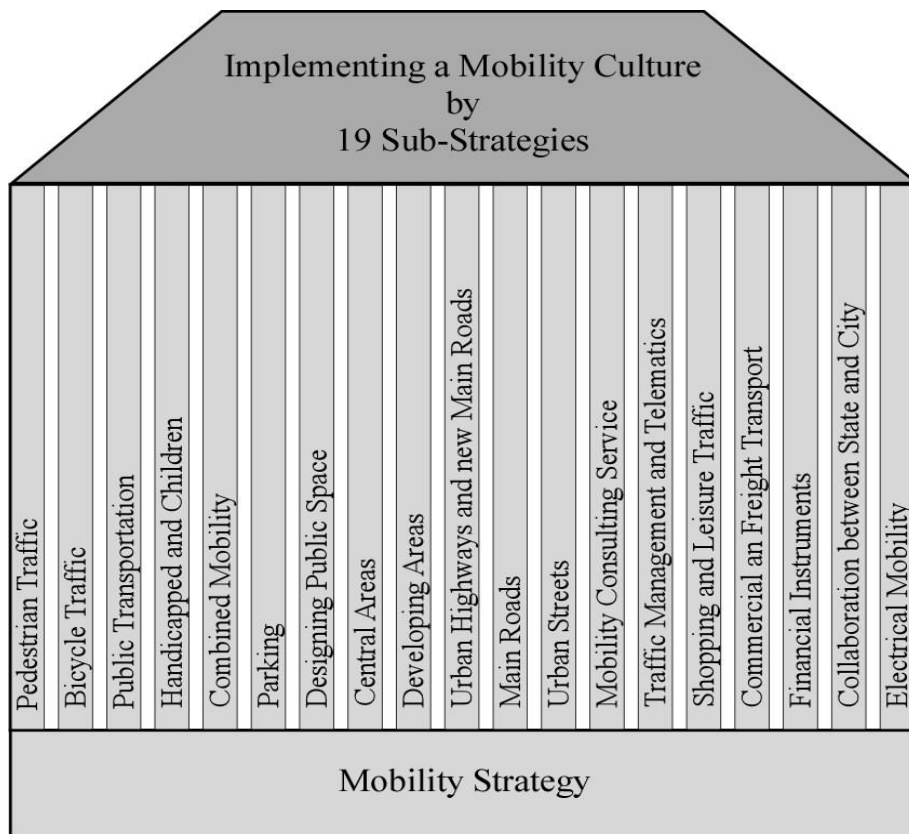 Implementing a Mobility Culture
by
19 Sub-Strategies
Pedestrian Traffic
Bicycle Traffic
Public Transportation
Handicapped and Children
Combined Mobility
Parking
Designing Public Space
Central Areas
Developing Areas
Urban Highways and new Main Roads
Main Roads
Urban Streets
Mobility Consulting Service
Traffic Management and Telematics
Shopping and Leisure Traffic
Commercial an Freight Transport
Financial Instruments
Collaboration between State and City
Electrical Mobility
Mobility Strategy